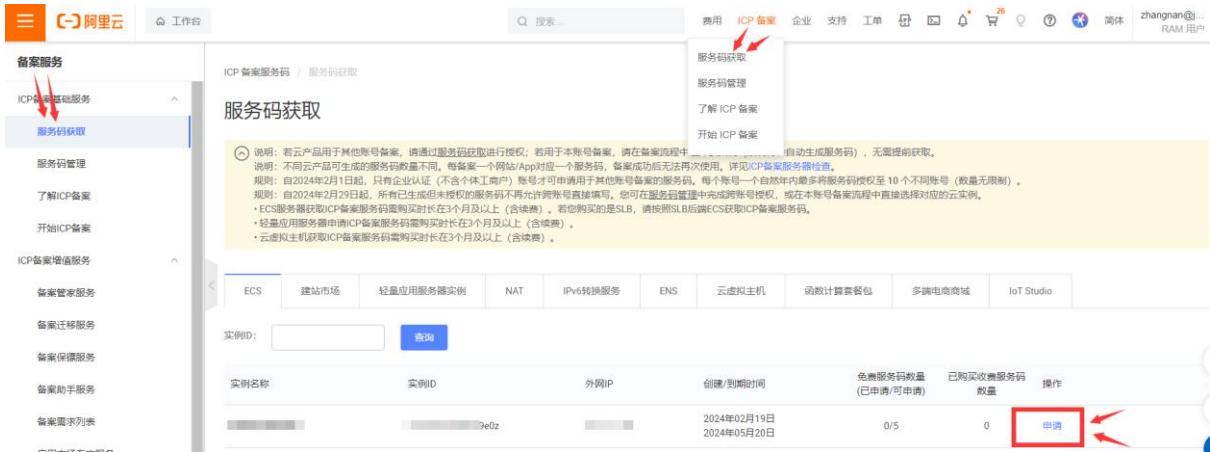 阿里云
工作台
搜索...
费用 ICP 备案 企业 支持 工单 26 简体 zhangnan@j...
RAM 用户
服务码获取
服务码管理
了解 ICP 备案
开始 ICP 备案
备案服务
ICP备案基础服务
服务码获取
服务码管理
了解ICP备案
开始ICP备案
ICP备案增值服务
备案管家服务
备案迁移服务
备案保镖服务
备案助手服务
备案需求列表
ICP 备案服务码 / 服务码获取
服务码获取
说明：若云产品用于其他账号备案，请通过服务码获取进行授权；若用于本账号备案，请在备案流程中 自动生成服务码），无需提前获取。
说明：不同云产品可生成的服务码数量不同。每备案一个网站/App对应一个服务码，备案成功后无法再次使用。详见ICP备案服务器检查。
规则：自2024年2月1日起，只有企业认证（不含个体工商户）账号才可申请用于其他账号备案的服务码。每个账号一个自然年内最多将服务码授权至 10 个不同账号（数量无限制）。
规则：自2024年2月29日起，所有已生成但未授权的服务码不再允许跨账号直接填写。您可在服务码管理中完成跨账号授权，或在本账号备案流程中直接选择对应的云实例。
・ECS服务器获取ICP备案服务码需购买时长在3个月及以上（含续费）。若您购买的是SLB，请按照SLB后端ECS获取ICP备案服务码。
・轻量应用服务器申请ICP备案服务码需购买时长在3个月及以上（含续费）。
・云虚拟主机获取ICP备案服务码需购买时长在3个月及以上（含续费）。
ECS 建站市场 轻量应用服务器实例 NAT IPv6转换服务 ENS 云虚拟主机 函数计算套餐包 多端电商商城 IoT Studio
实例ID： 查询
实例名称 实例ID 外网IP 创建/到期时间 免费服务码数量 已购买收费服务码 操作
(已申请/可申请) 数量
9e0z 2024年02月19日 0/5 0 申请
2024年05月20日